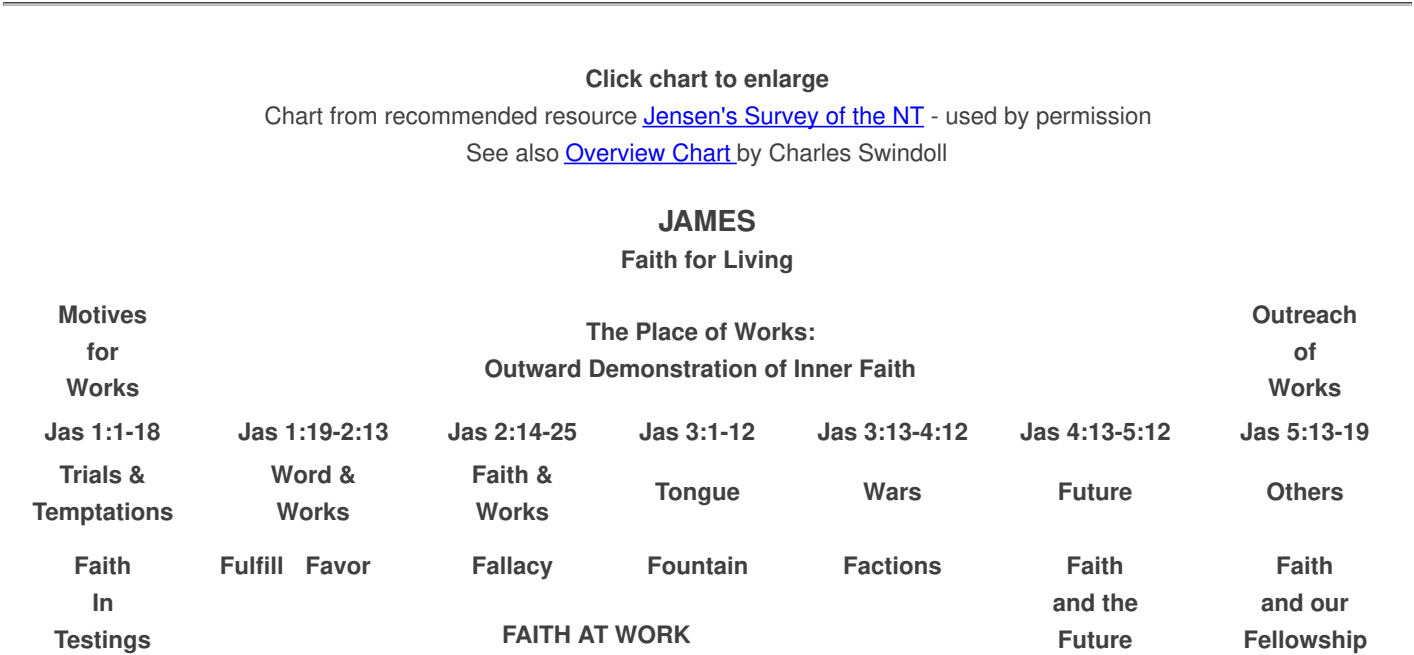 Click chart to enlarge
Chart from recommended resource Jensen's Survey of the NT - used by permission
See also Overview Chart by Charles Swindoll
JAMES
Faith for Living
Motives
for
Works
The Place of Works:
Outward Demonstration of Inner Faith
Outreach
of
Works
Jas 1:1-18 Jas 1:19-2:13 Jas 2:14-25 Jas 3:1-12 Jas 3:13-4:12 Jas 4:13-5:12 Jas 5:13-19
Trials &
Temptations
Word &
Works
Faith &
Works
Tongue
Wars
Future
Others
Faith
In
Testings
Fulfill Favor
Fallacy
Fountain
Factions
FAITH AT WORK
Faith
and the
Future
Faith
and our
Fellowship